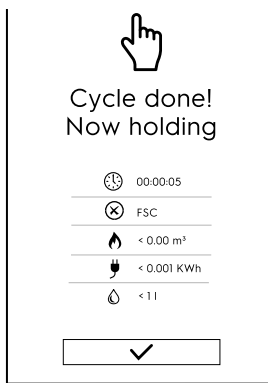 Cycle done!
Now holding
00:00:05
FSC
< 0.00 m³
< 0.001 KWh
< 1 l